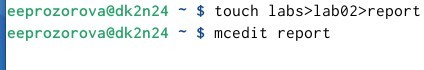 eeprozorova@dk2n24 ~ $ touch labs>lab02>report
eeprozorova@dk2n24 ~ $ mcedit report